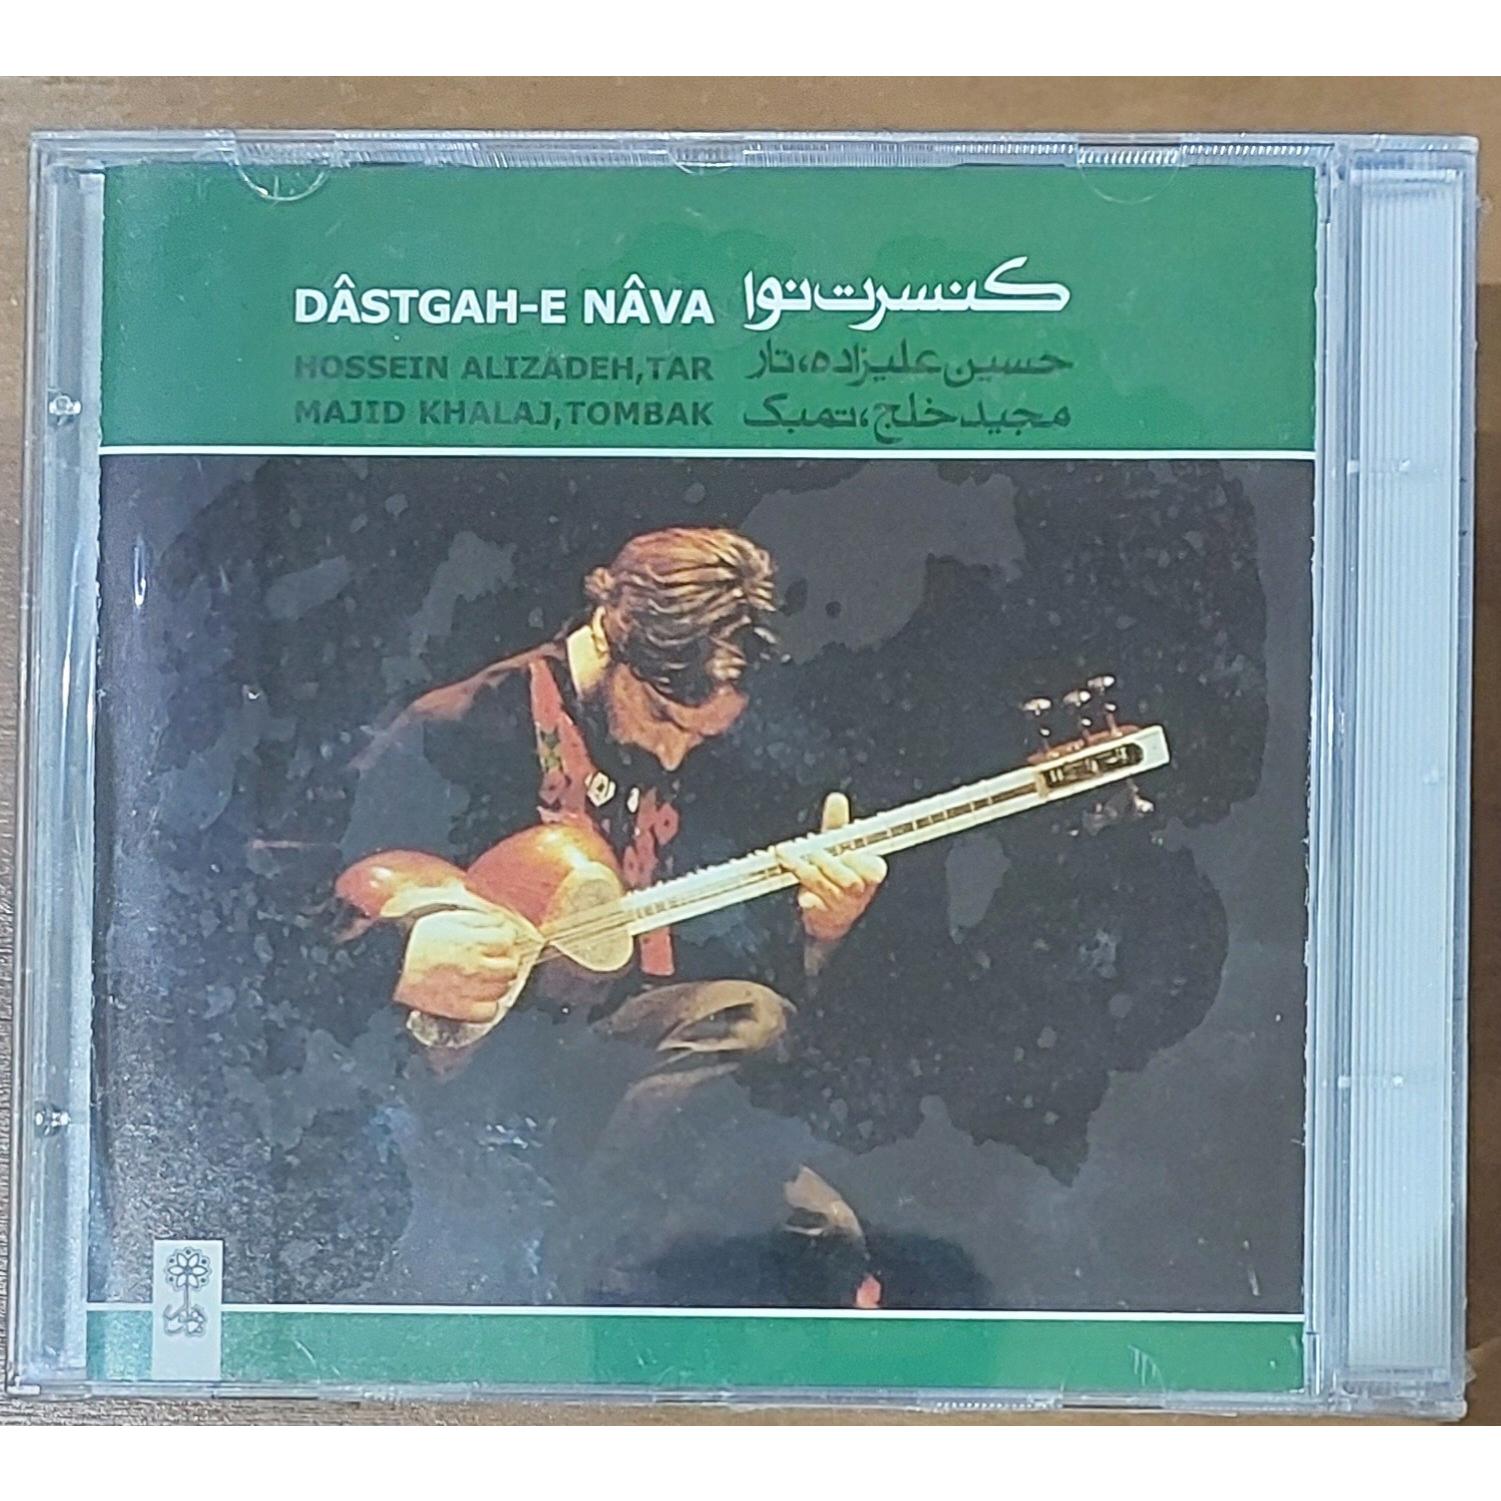 DÂSTGAH-E NÂVA کنسرت نوا
HOSSEIN ALIZADEH, TAR حسین علیزاده، تار
MAJID KHALAJ, TOMBAK مجید خلج، تمبک